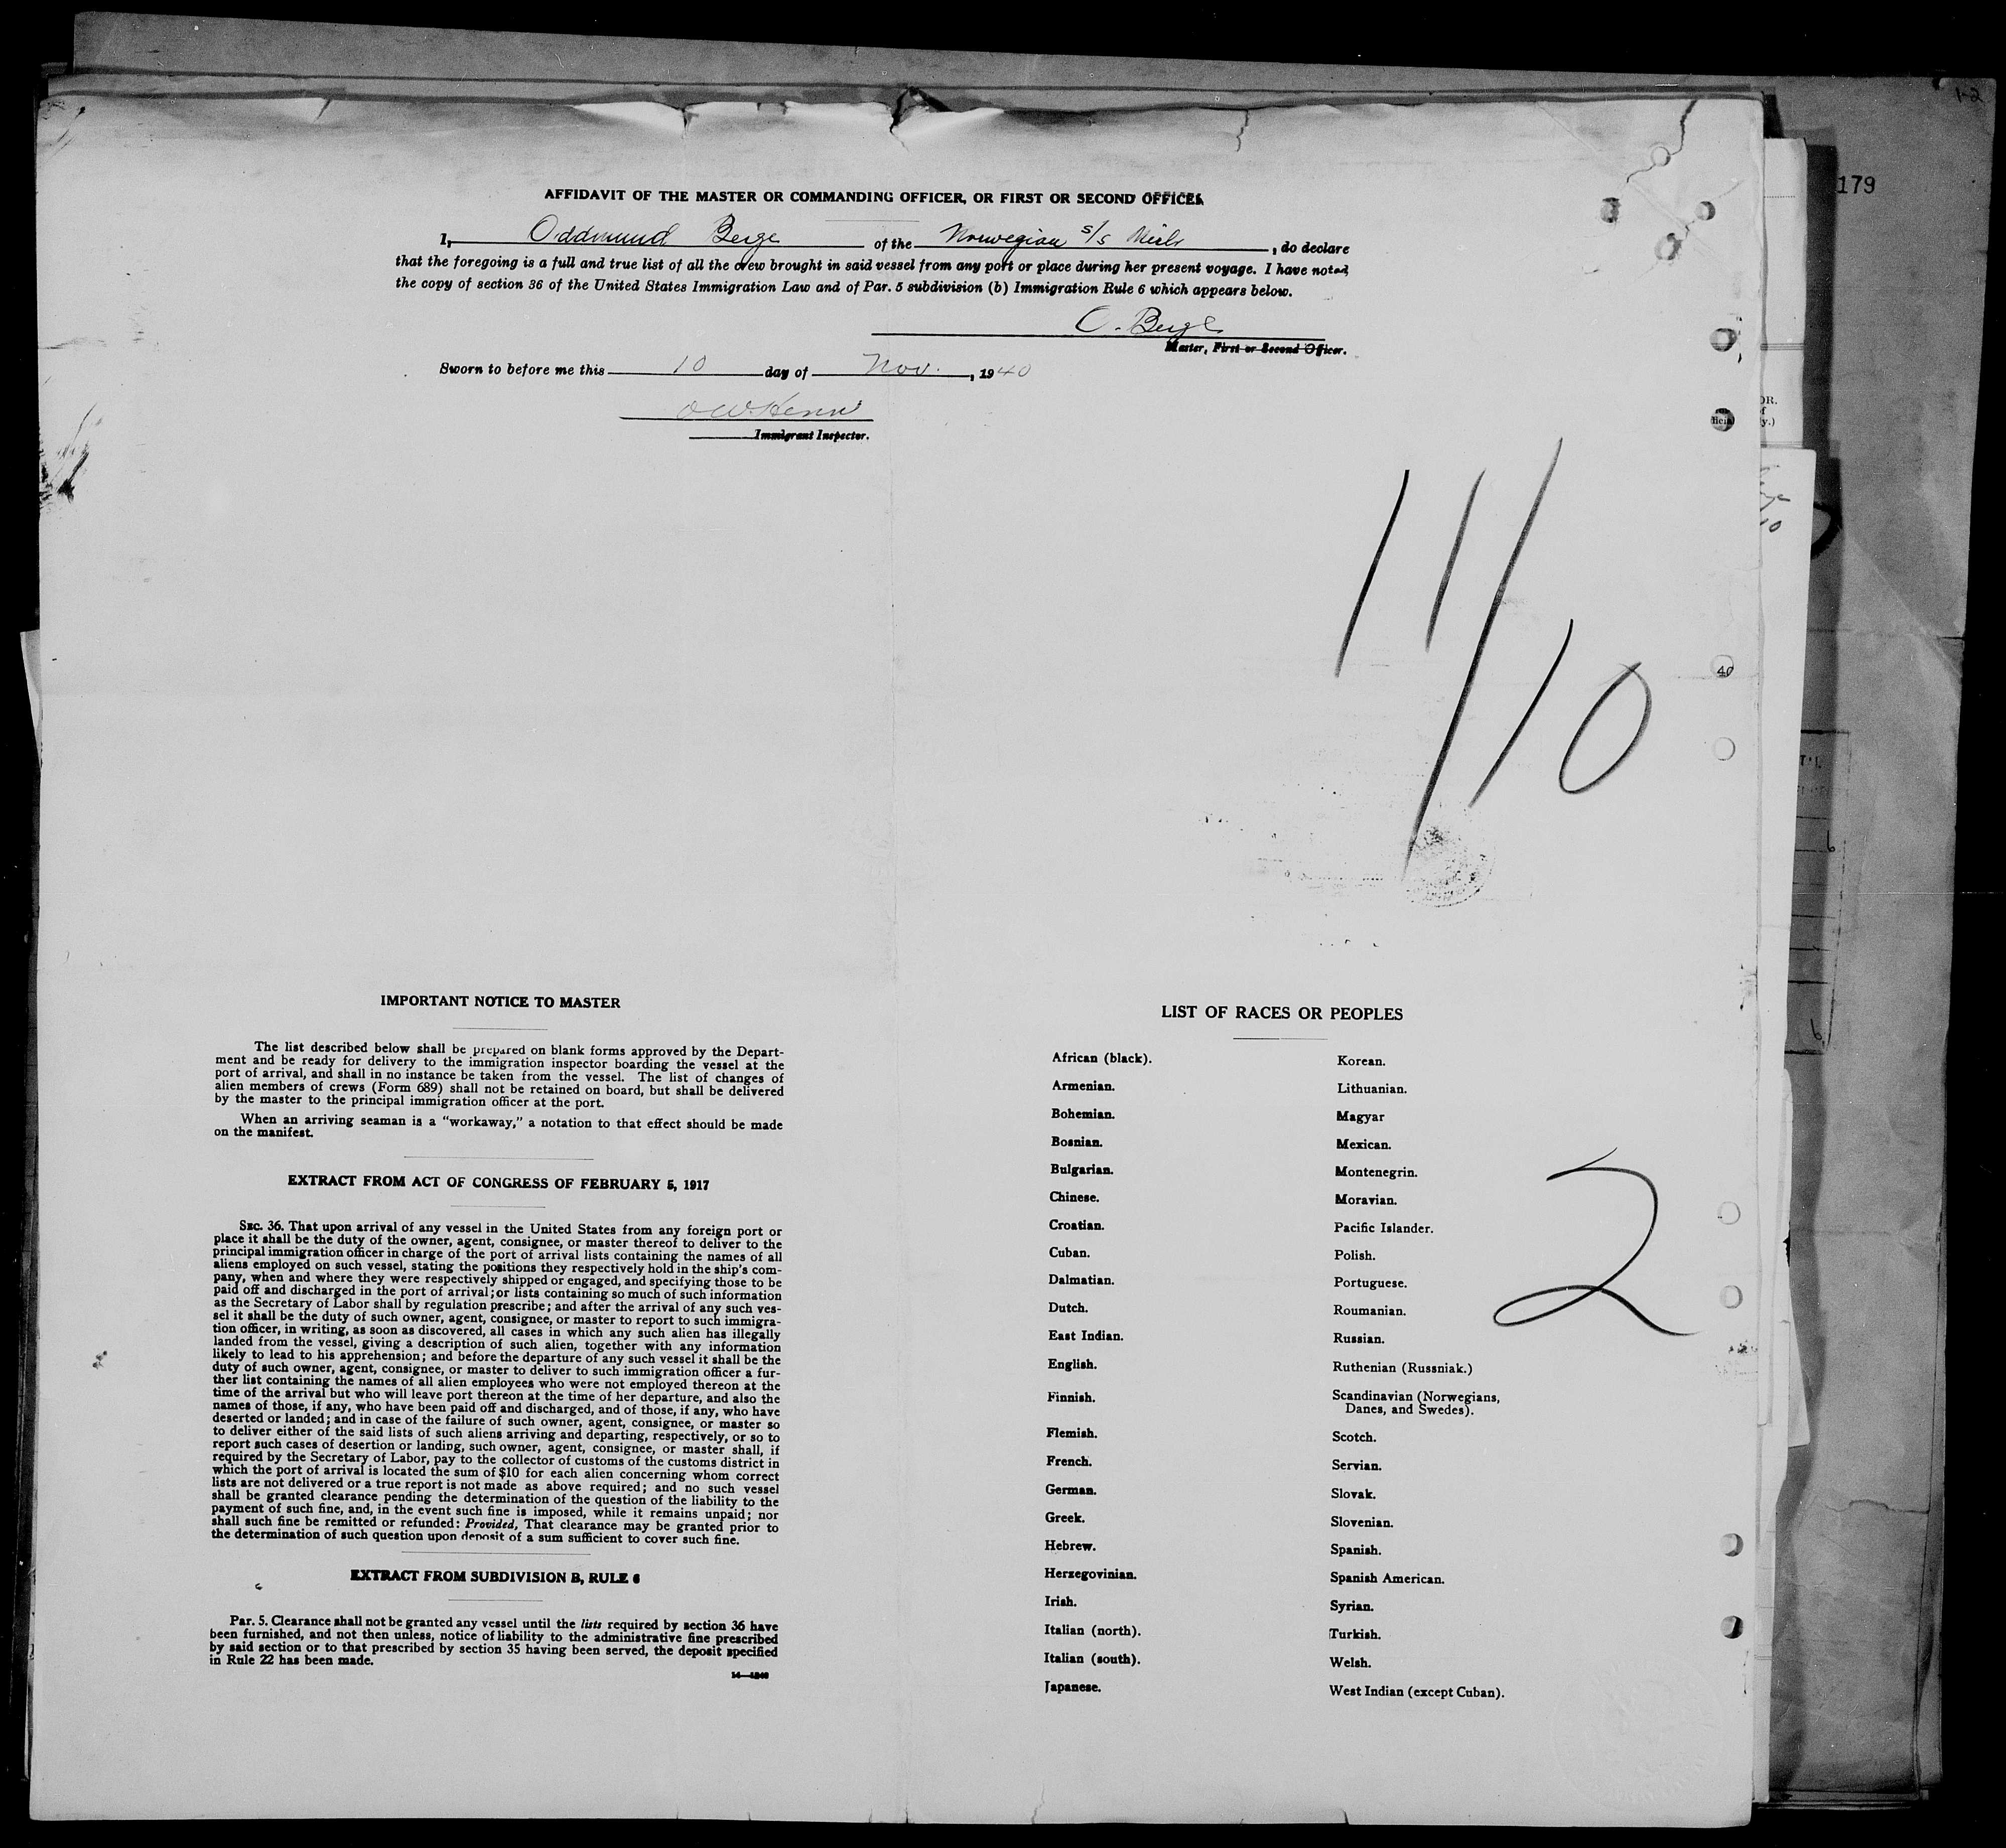 1-2
179
AFFIDAVIT OF THE MASTER OR COMMANDING OFFICER, OR FIRST OR SECOND OFFICER
I, Oddmund Berge of the Norwegian s/s, do declare
that the foregoing is a full and true list of all the crew brought in said vessel from any port or place during her present voyage. I have noted
the copy of section 36 of the United States Immigration Law and of Par. 5 subdivision (b) Immigration Rule 6 which appears below.
O. Berge
Master, First or Second Officer.
Sworn to before me this 10 day of Nov., 1940
Immigrant Inspector.
11/10
40
IMPORTANT NOTICE TO MASTER
The list described below shall be prepared on blank forms approved by the Depart-
ment and be ready for delivery to the immigration inspector boarding the vessel at the
port of arrival, and shall in no instance be taken from the vessel. The list of changes of
alien members of crews (Form 689) shall not be retained on board, but shall be delivered
by the master to the principal immigration officer at the port.
When an arriving seaman is a “workaway,” a notation to that effect should be made
on the manifest.
EXTRACT FROM ACT OF CONGRESS OF FEBRUARY 5, 1917
SEC. 36. That upon arrival of any vessel in the United States from any foreign port or
place it shall be the duty of the owner, agent, consignee, or master thereof to deliver to the
principal immigration officer in charge of the port of arrival lists containing the names of all
aliens employed on such vessel, stating the positions they respectively hold in the ship's com-
pany, when and where they were respectively shipped or engaged, and specifying those to be
paid off and discharged in the port of arrival; or lists containing so much of such information
as the Secretary of Labor shall by regulation prescribe; and after the arrival of any such ves-
sel it shall be the duty of such owner, agent, consignee, or master to report to such immigra-
tion officer, in writing, as soon as discovered, all cases in which any such alien has illegally
landed from the vessel, giving a description of such alien, together with any information
likely to lead to his apprehension; and before the departure of any such vessel it shall be the
duty of such owner, agent, consignee, or master to deliver to such immigration officer a fur-
ther list containing the names of all alien employees who were not employed thereon at the
time of the arrival but who will leave port thereon at the time of her departure, and also the
names of those, if any, who have been paid off and discharged, and of those, if any, who have
deserted or landed; and in case of the failure of such owner, agent, consignee, or master so
to deliver either of the said lists of such aliens arriving and departing, respectively, or so to
report such cases of desertion or landing, such owner, agent, consignee, or master shall, if
required by the Secretary of Labor, pay to the collector of customs of the customs district in
which the port of arrival is located the sum of $10 for each alien concerning whom correct
lists are not delivered or a true report is not made as above required; and no such vessel
shall be granted clearance pending the determination of the question of the liability to the
payment of such fine, and, in the event such fine is imposed, while it remains unpaid; nor
shall such fine be remitted or refunded: Provided, That clearance may be granted prior to
the determination of such question upon deposit of a sum sufficient to cover such fine.
EXTRACT FROM SUBDIVISION B, RULE 6
Par. 5. Clearance shall not be granted any vessel until the lists required by section 36 have
been furnished, and not then unless, notice of liability to the administrative fine prescribed
by said section or to that prescribed by section 35 having been served, the deposit specified
in Rule 22 has been made.
LIST OF RACES OR PEOPLES
African (black).
Armenian.
Bohemian.
Bosnian.
Bulgarian.
Chinese.
Croatian.
Cuban.
Dalmatian.
Dutch.
East Indian.
English.
Finnish.
Flemish.
French.
German.
Greek.
Hebrew.
Herzegovinian.
Irish.
Italian (north).
Italian (south).
Japanese.
Korean.
Lithuanian.
Magyar
Mexican.
Montenegrin.
Moravian.
Pacific Islander.
Polish.
Portuguese.
Roumanian.
Russian.
Ruthenian (Russniak.)
Scandinavian (Norwegians,
Danes, and Swedes).
Scotch.
Servian.
Slovak.
Slovenian.
Spanish.
Spanish American.
Syrian.
Turkish.
Welsh.
West Indian (except Cuban).
2